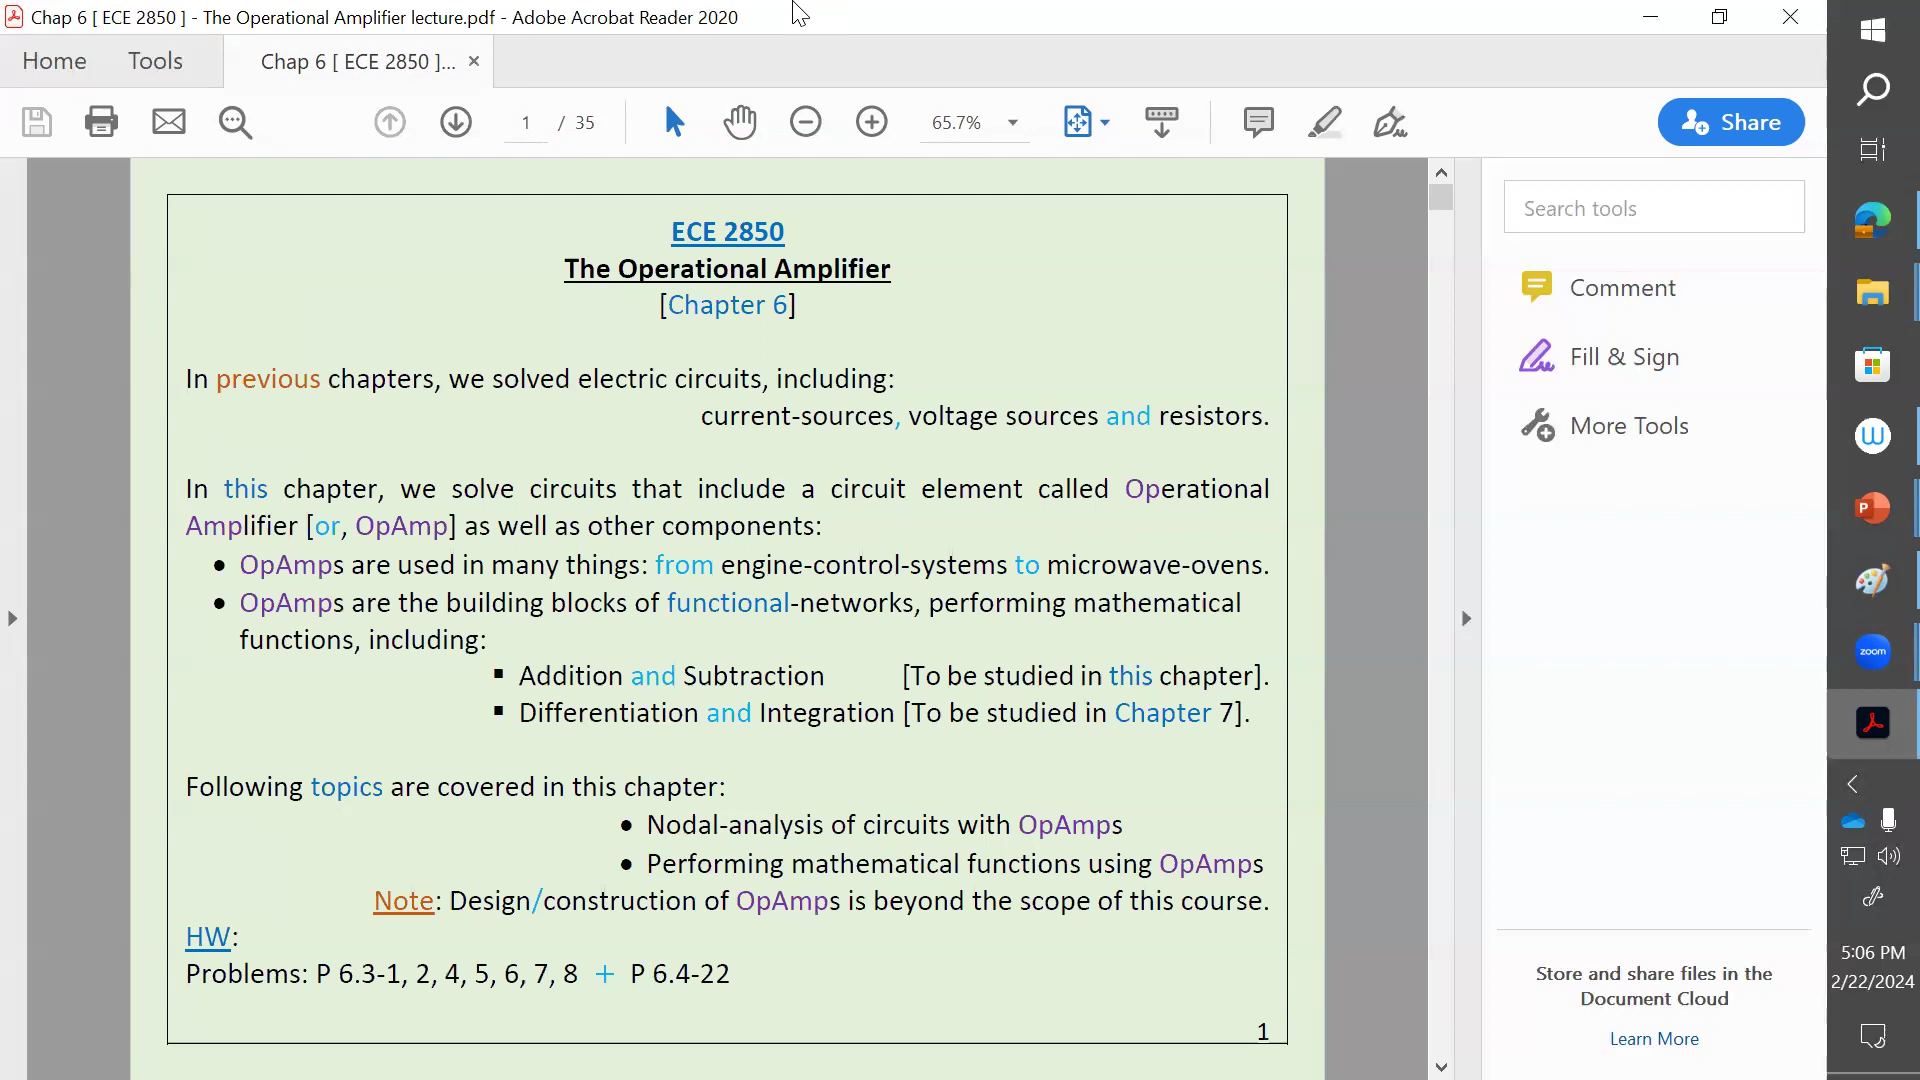 Chap 6 [ ECE 2850 ] - The Operational Amplifier lecture.pdf - Adobe Acrobat Reader 2020
Home Tools Chap 6 [ ECE 2850 ]... ×
1 / 35 65.7% Share
ECE 2850
The Operational Amplifier
[Chapter 6]
In previous chapters, we solved electric circuits, including:
current-sources, voltage sources and resistors.
In this chapter, we solve circuits that include a circuit element called Operational
Amplifier [or, OpAmp] as well as other components:
• OpAmps are used in many things: from engine-control-systems to microwave-ovens.
• OpAmps are the building blocks of functional-networks, performing mathematical
functions, including:
▪ Addition and Subtraction [To be studied in this chapter].
▪ Differentiation and Integration [To be studied in Chapter 7].
Following topics are covered in this chapter:
• Nodal-analysis of circuits with OpAmps
• Performing mathematical functions using OpAmps
Note: Design/construction of OpAmps is beyond the scope of this course.
HW:
Problems: P 6.3-1, 2, 4, 5, 6, 7, 8 + P 6.4-22
1
Search tools
Comment
Fill & Sign
More Tools
Store and share files in the
Document Cloud
Learn More
W
P
zoom
5:06 PM
2/22/2024